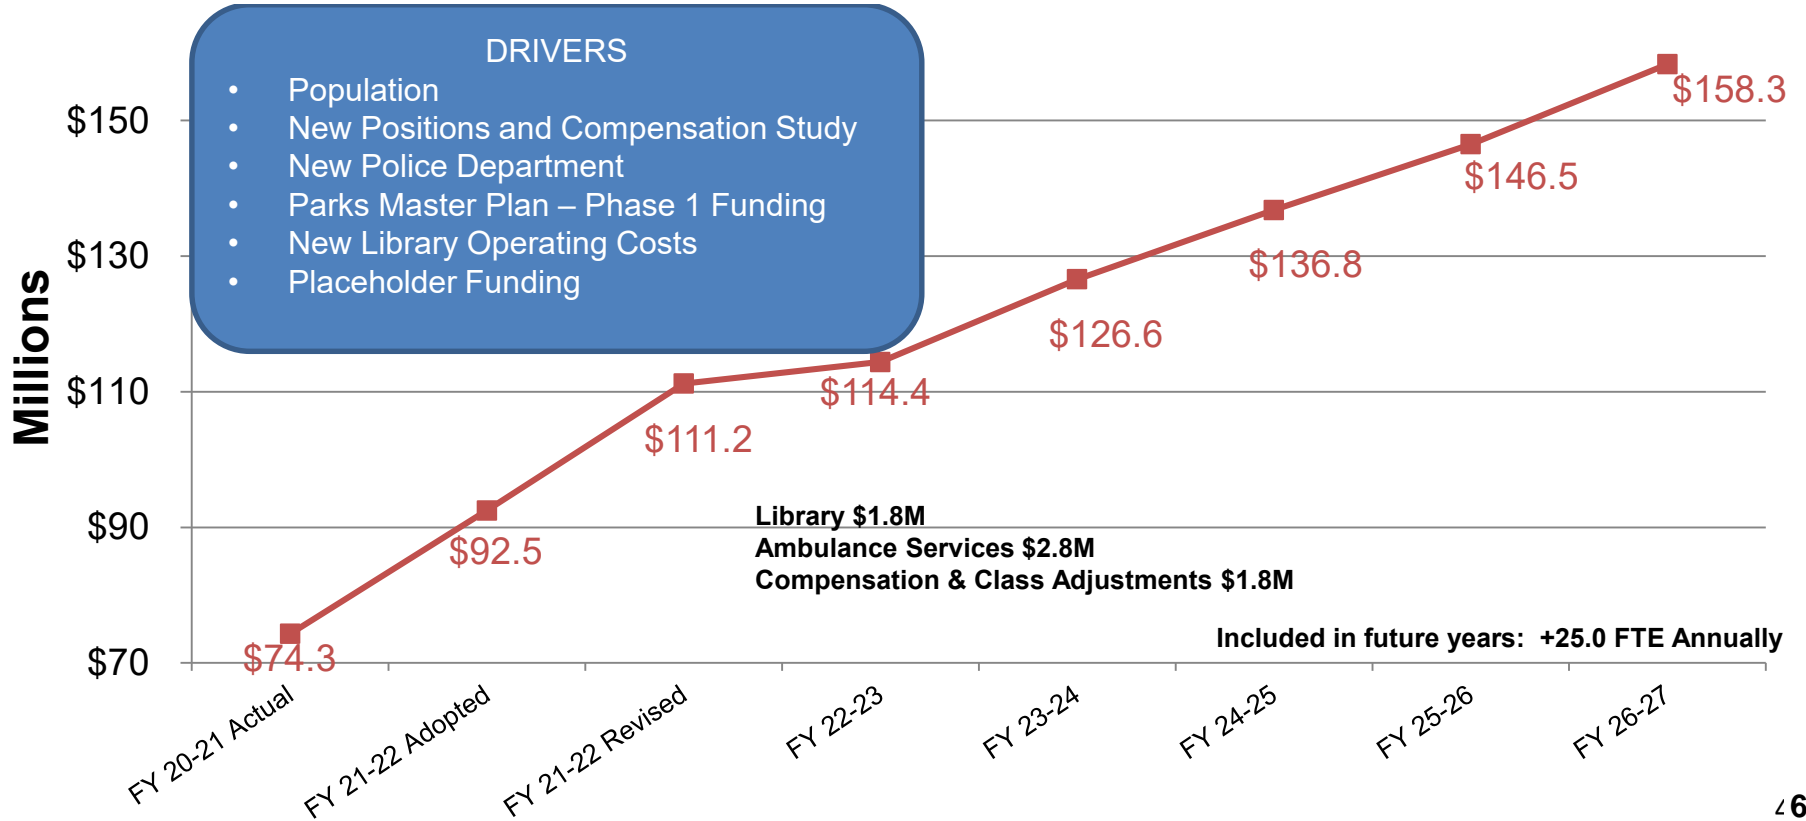 DRIVERS
• Population
• New Positions and Compensation Study
• New Police Department
• Parks Master Plan – Phase 1 Funding
• New Library Operating Costs
• Placeholder Funding
Millions
$150
$130
$110
$90
$70
$74.3
$92.5
$111.2
$114.4
$126.6
$136.8
$146.5
$158.3
Library $1.8M
Ambulance Services $2.8M
Compensation & Class Adjustments $1.8M
Included in future years: +25.0 FTE Annually
FY 20-21 Actual
FY 21-22 Adopted
FY 21-22 Revised
FY 22-23
FY 23-24
FY 24-25
FY 25-26
FY 26-27
46